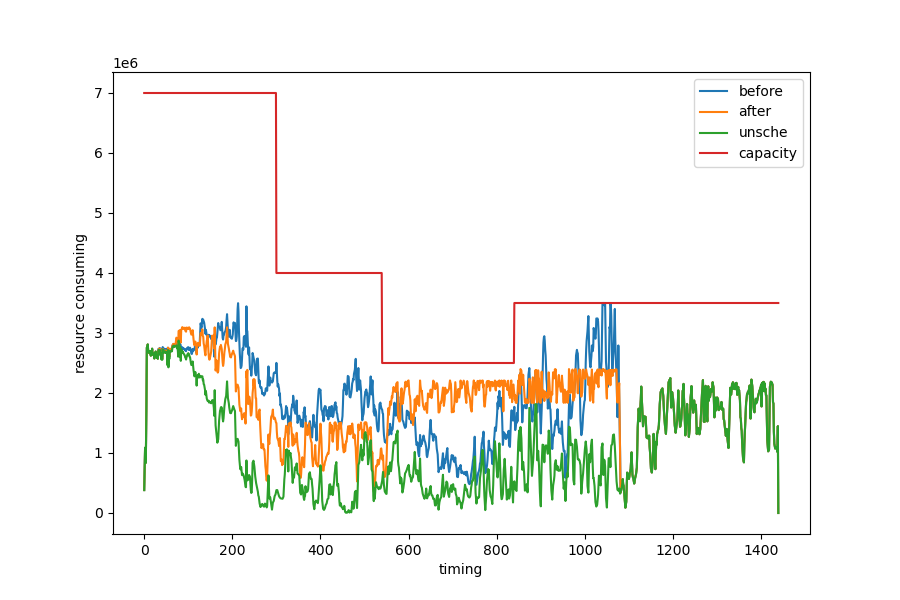 1e6
7
6
5
4
3
2
1
0
resource consuming
before
after
unsche
capacity
0 200 400 600 800 1000 1200 1400
timing